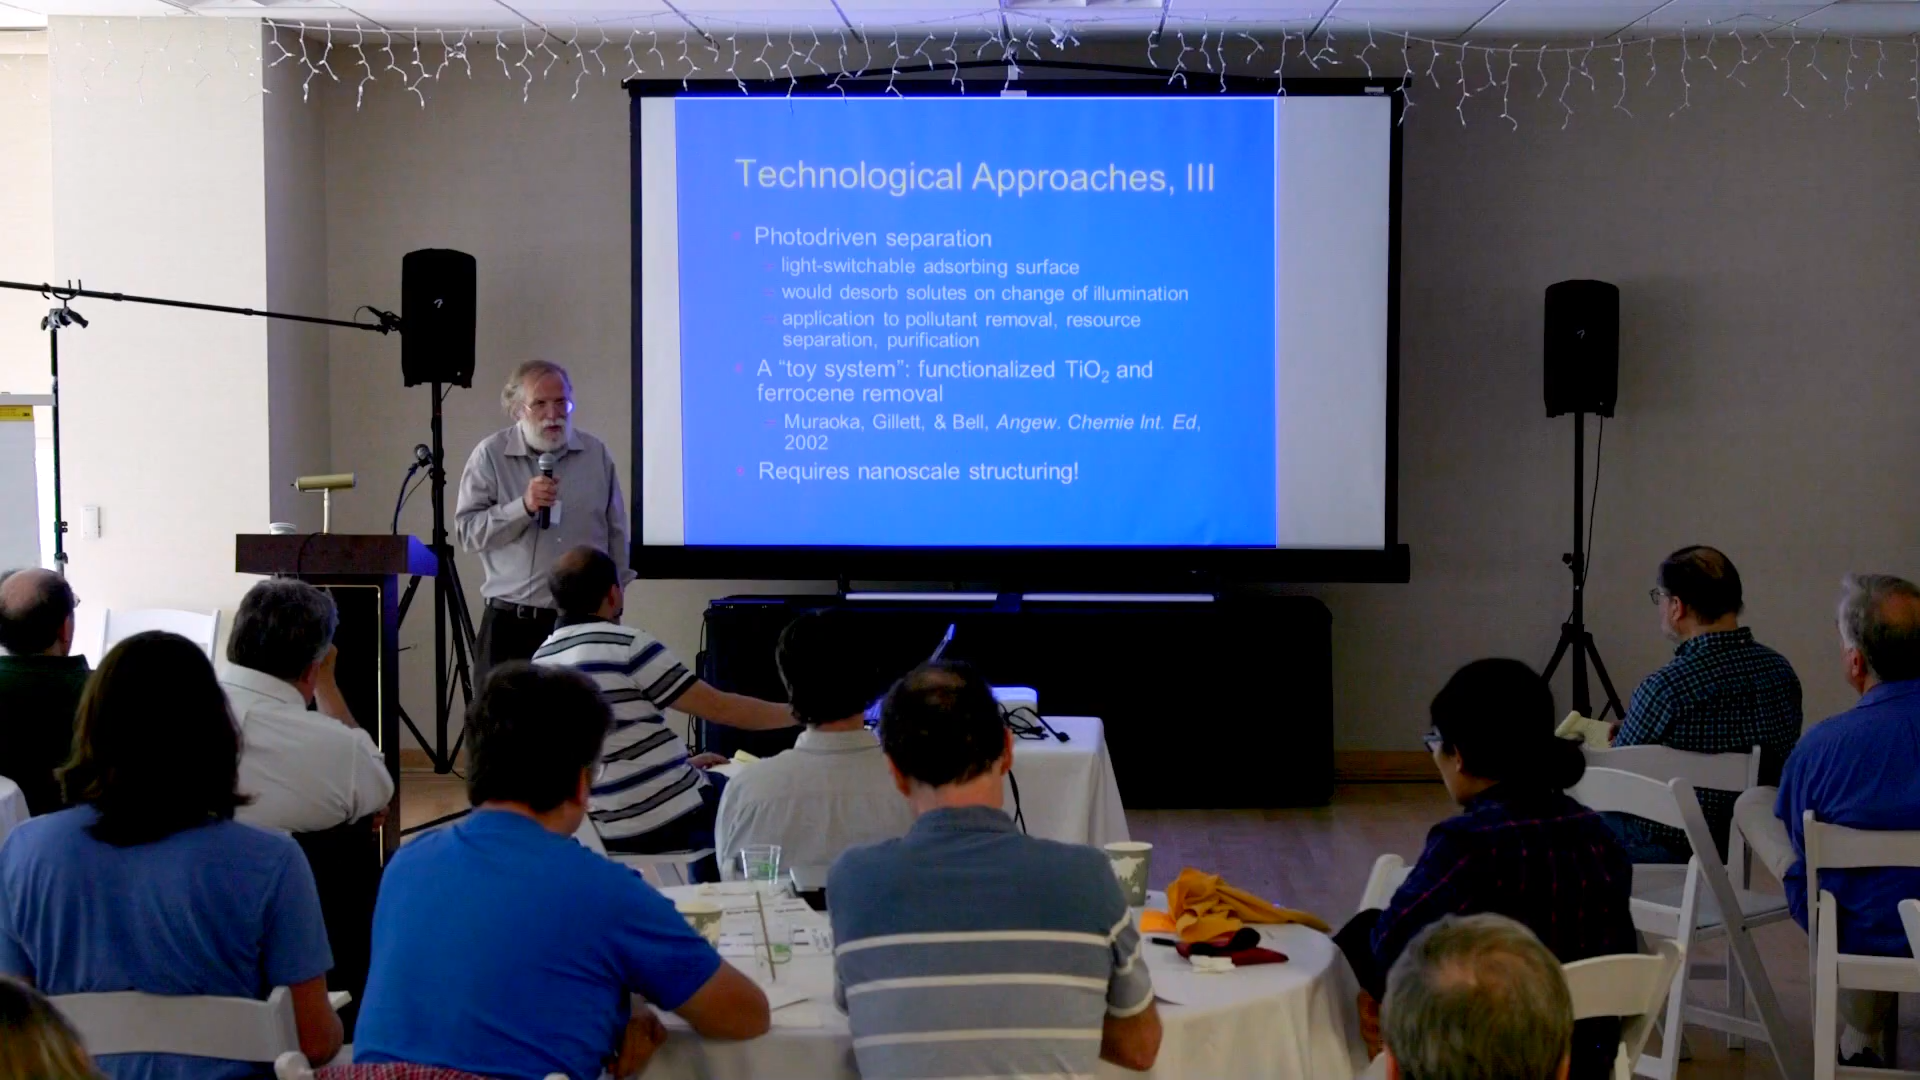 Technological Approaches, III
Photodriven separation
light-switchable adsorbing surface
would desorb solutes on change of illumination
application to pollutant removal, resource
separation, purification
A “toy system”: functionalized TiO₂ and
ferrocene removal
Muraoka, Gillett, & Bell, Angew. Chemie Int. Ed,
2002
Requires nanoscale structuring!